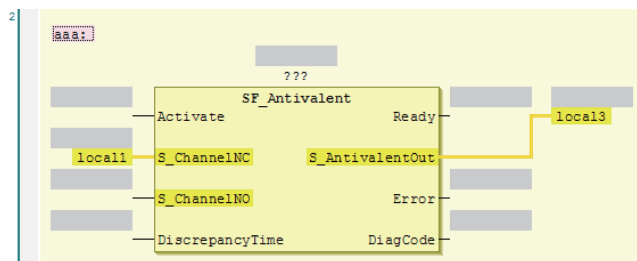 2
aaa:
???
SF_Antivalent
Activate Ready local3
local1 S_ChannelNC S_AntivalentOut
S_ChannelNO Error
DiscrepancyTime DiagCode